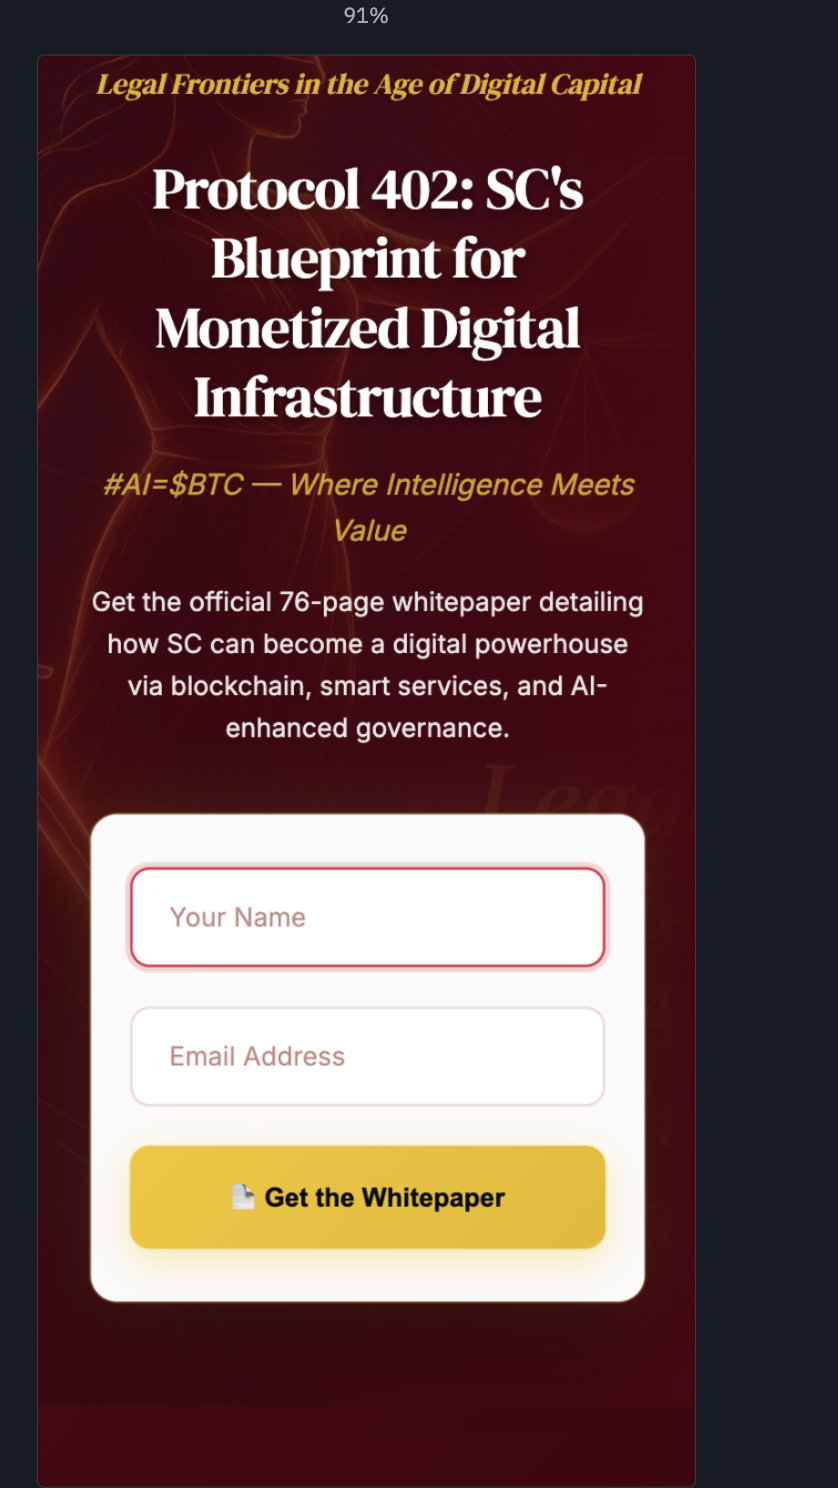 91%
Legal Frontiers in the Age of Digital Capital
Protocol 402: SC's
Blueprint for
Monetized Digital
Infrastructure
#AI=$BTC — Where Intelligence Meets
Value
Get the official 76-page whitepaper detailing
how SC can become a digital powerhouse
via blockchain, smart services, and AI-
enhanced governance.
Lega
Your Name
Email Address
Get the Whitepaper